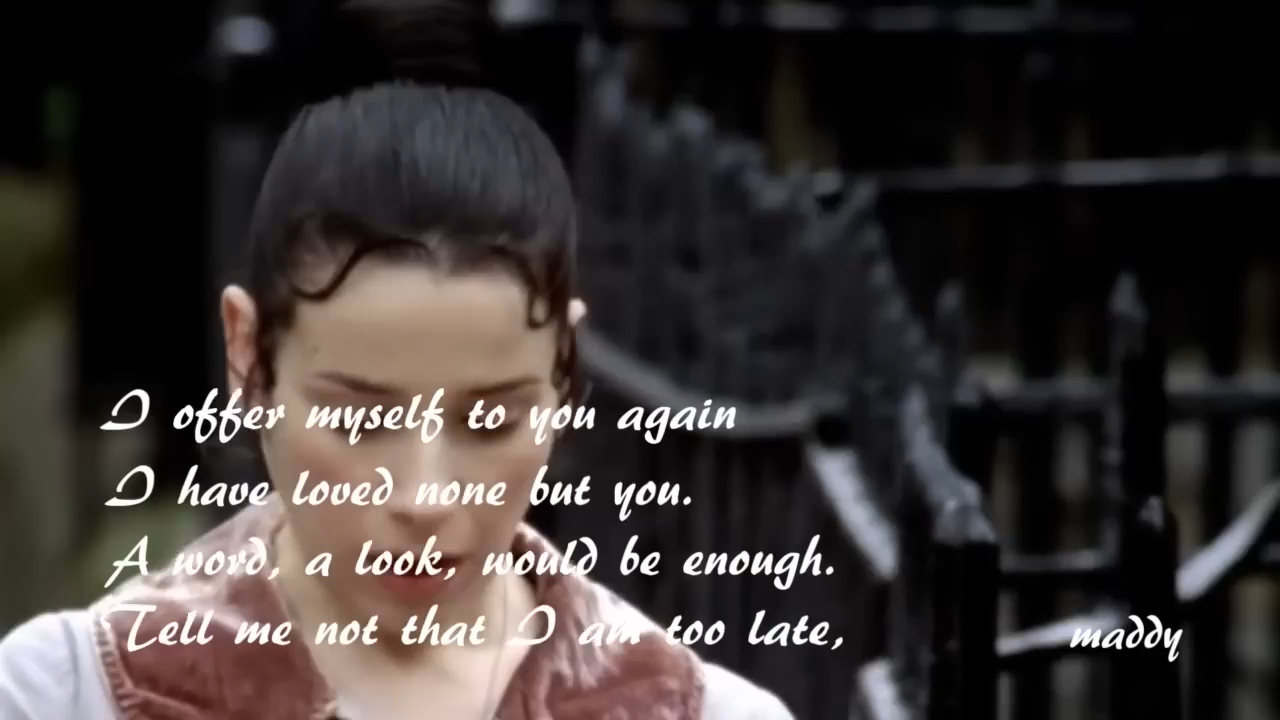 I offer myself to you again
I have loved none but you.
A word, a look, would be enough.
Tell me not that I am too late,
maddy